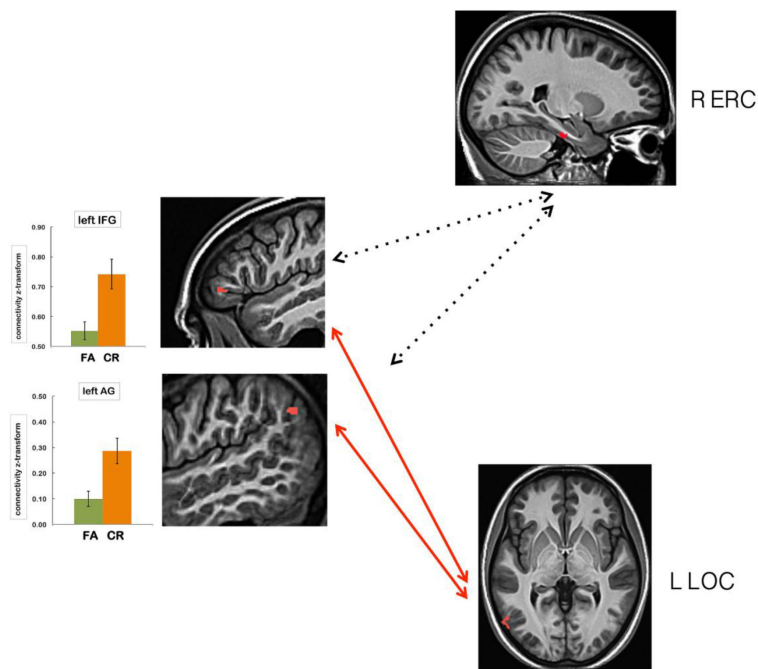 R ERC
left IFG
connectivity z-transform
0.90
0.80
0.70
0.60
0.50
FA CR
left AG
connectivity z-transform
0.50
0.40
0.30
0.20
0.10
0.00
FA CR
L LOC